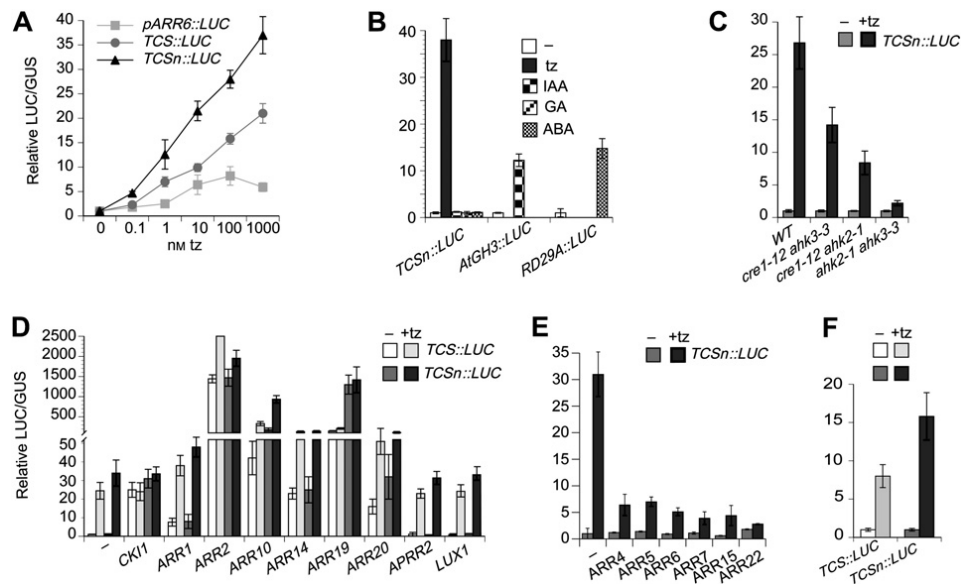 A
pARR6::LUC
TCS::LUC
TCSn::LUC
Relative LUC/GUS
40
35
30
25
20
15
10
5
0
0 0.1 1 10 100 1000
nM tz
B
40
30
20
10
0
–
tz
IAA
GA
ABA
TCSn::LUC
AtGH3::LUC
RD29A::LUC
C
– +tz
TCSn::LUC
30
25
20
15
10
5
0
WT
cre1-12 ahk3-3
cre1-12 ahk2-1
ahk2-1 ahk3-3
D
– +tz
TCS::LUC
TCSn::LUC
Relative LUC/GUS
2500
2000
1500
1000
500
50
40
30
20
10
0
–
CKI1
ARR1
ARR2
ARR10
ARR14
ARR19
ARR20
APRR2
LUX1
E
– +tz
TCSn::LUC
35
30
25
20
15
10
5
0
–
ARR4
ARR5
ARR6
ARR7
ARR15
ARR22
F
– +tz
20
15
10
5
0
TCS::LUC
TCSn::LUC